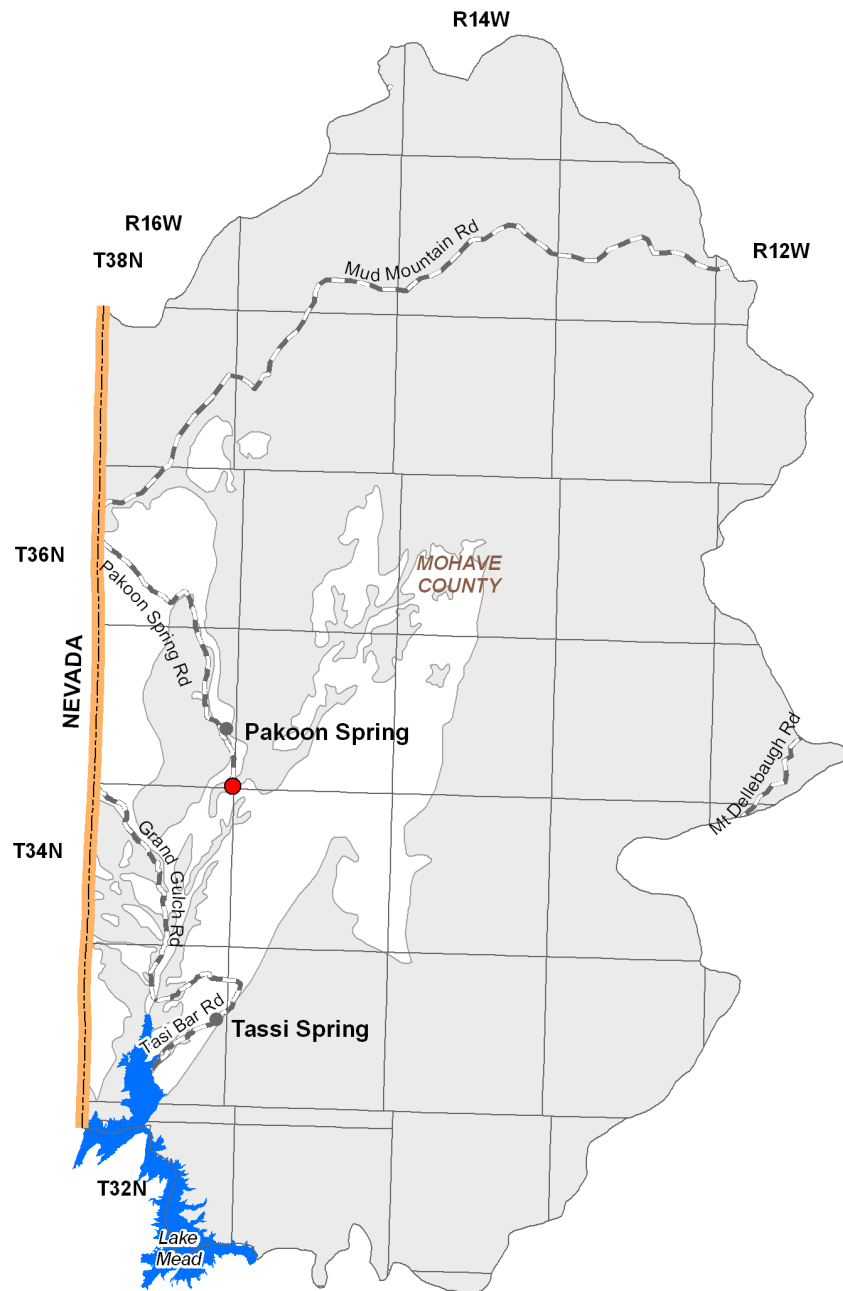 R14W
R16W
T38N
Mud Mountain Rd
R12W
T36N
MOHAVE
COUNTY
Pakoon Spring Rd
NEVADA
Pakoon Spring
Mt Dellebaugh Rd
Grand Gulch Rd
T34N
Tasi Bar Rd
Tassi Spring
T32N
Lake
Mead